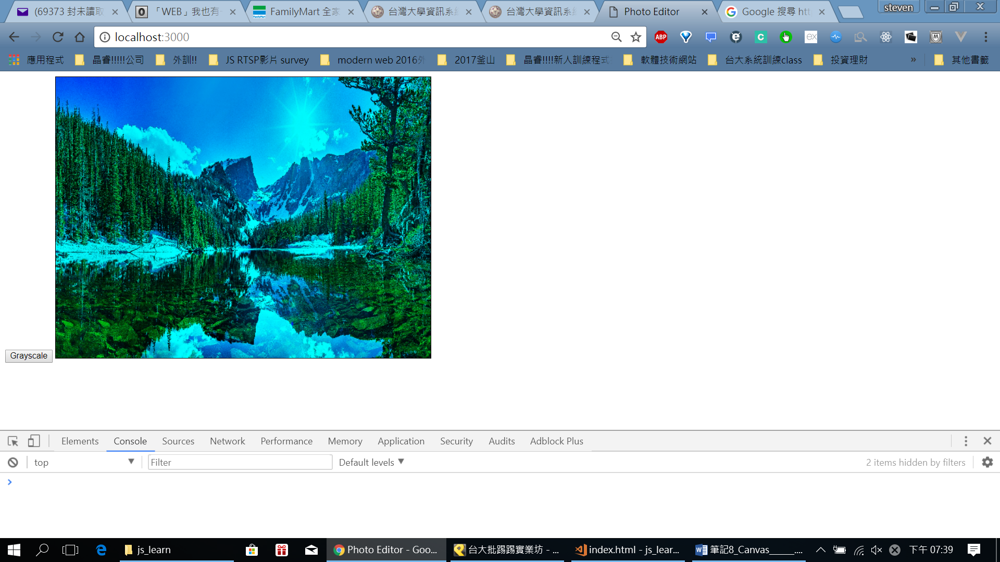 (69373 封未讀取
「WEB」我也有
FamilyMart 全家
台灣大學資訊系
台灣大學資訊系
Photo Editor
Google 搜尋 htt
steven
localhost:3000
應用程式
晶睿!!!!!公司
外訓!!
JS RTSP影片 survey
modern web 2016外
2017釜山
晶睿!!!!新人訓練程式
軟體技術網站
台大系統訓練class
投資理財
»
其他書籤
Grayscale
Elements Console Sources Network Performance Memory Application Security Audits Adblock Plus
top
Filter
Default levels
2 items hidden by filters
js_learn
Photo Editor - Goo...
台大批踢踢實業坊 - ...
index.html - js_lear...
筆記8_Canvas______....
下午 07:39